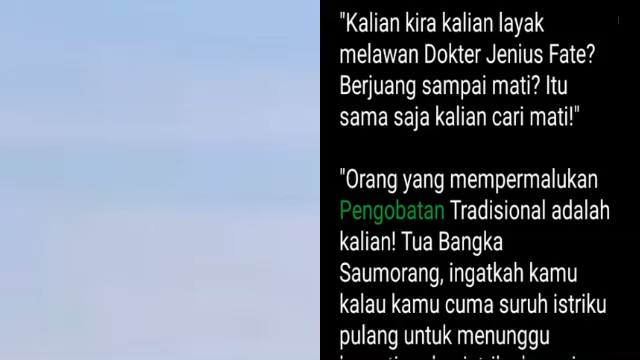 "Kalian kira kalian layak
melawan Dokter Jenius Fate?
Berjuang sampai mati? Itu
sama saja kalian cari mati!"
"Orang yang mempermalukan
Pengobatan Tradisional adalah
kalian! Tua Bangka
Saumorang, ingatkah kamu
kalau kamu cuma suruh istriku
pulang untuk menunggu